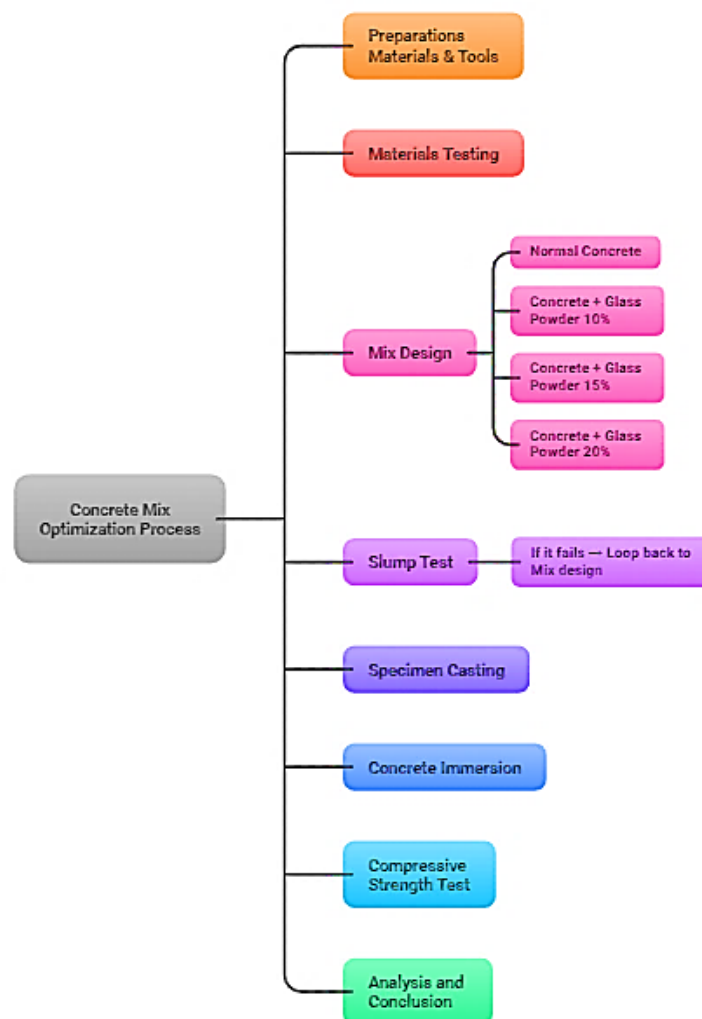 Preparations
Materials & Tools
Materials Testing
Normal Concrete
Concrete + Glass
Powder 10%
Mix Design
Concrete + Glass
Powder 15%
Concrete + Glass
Powder 20%
Concrete Mix
Optimization Process
Slump Test
If it fails — Loop back to
Mix design
Specimen Casting
Concrete Immersion
Compressive
Strength Test
Analysis and
Conclusion